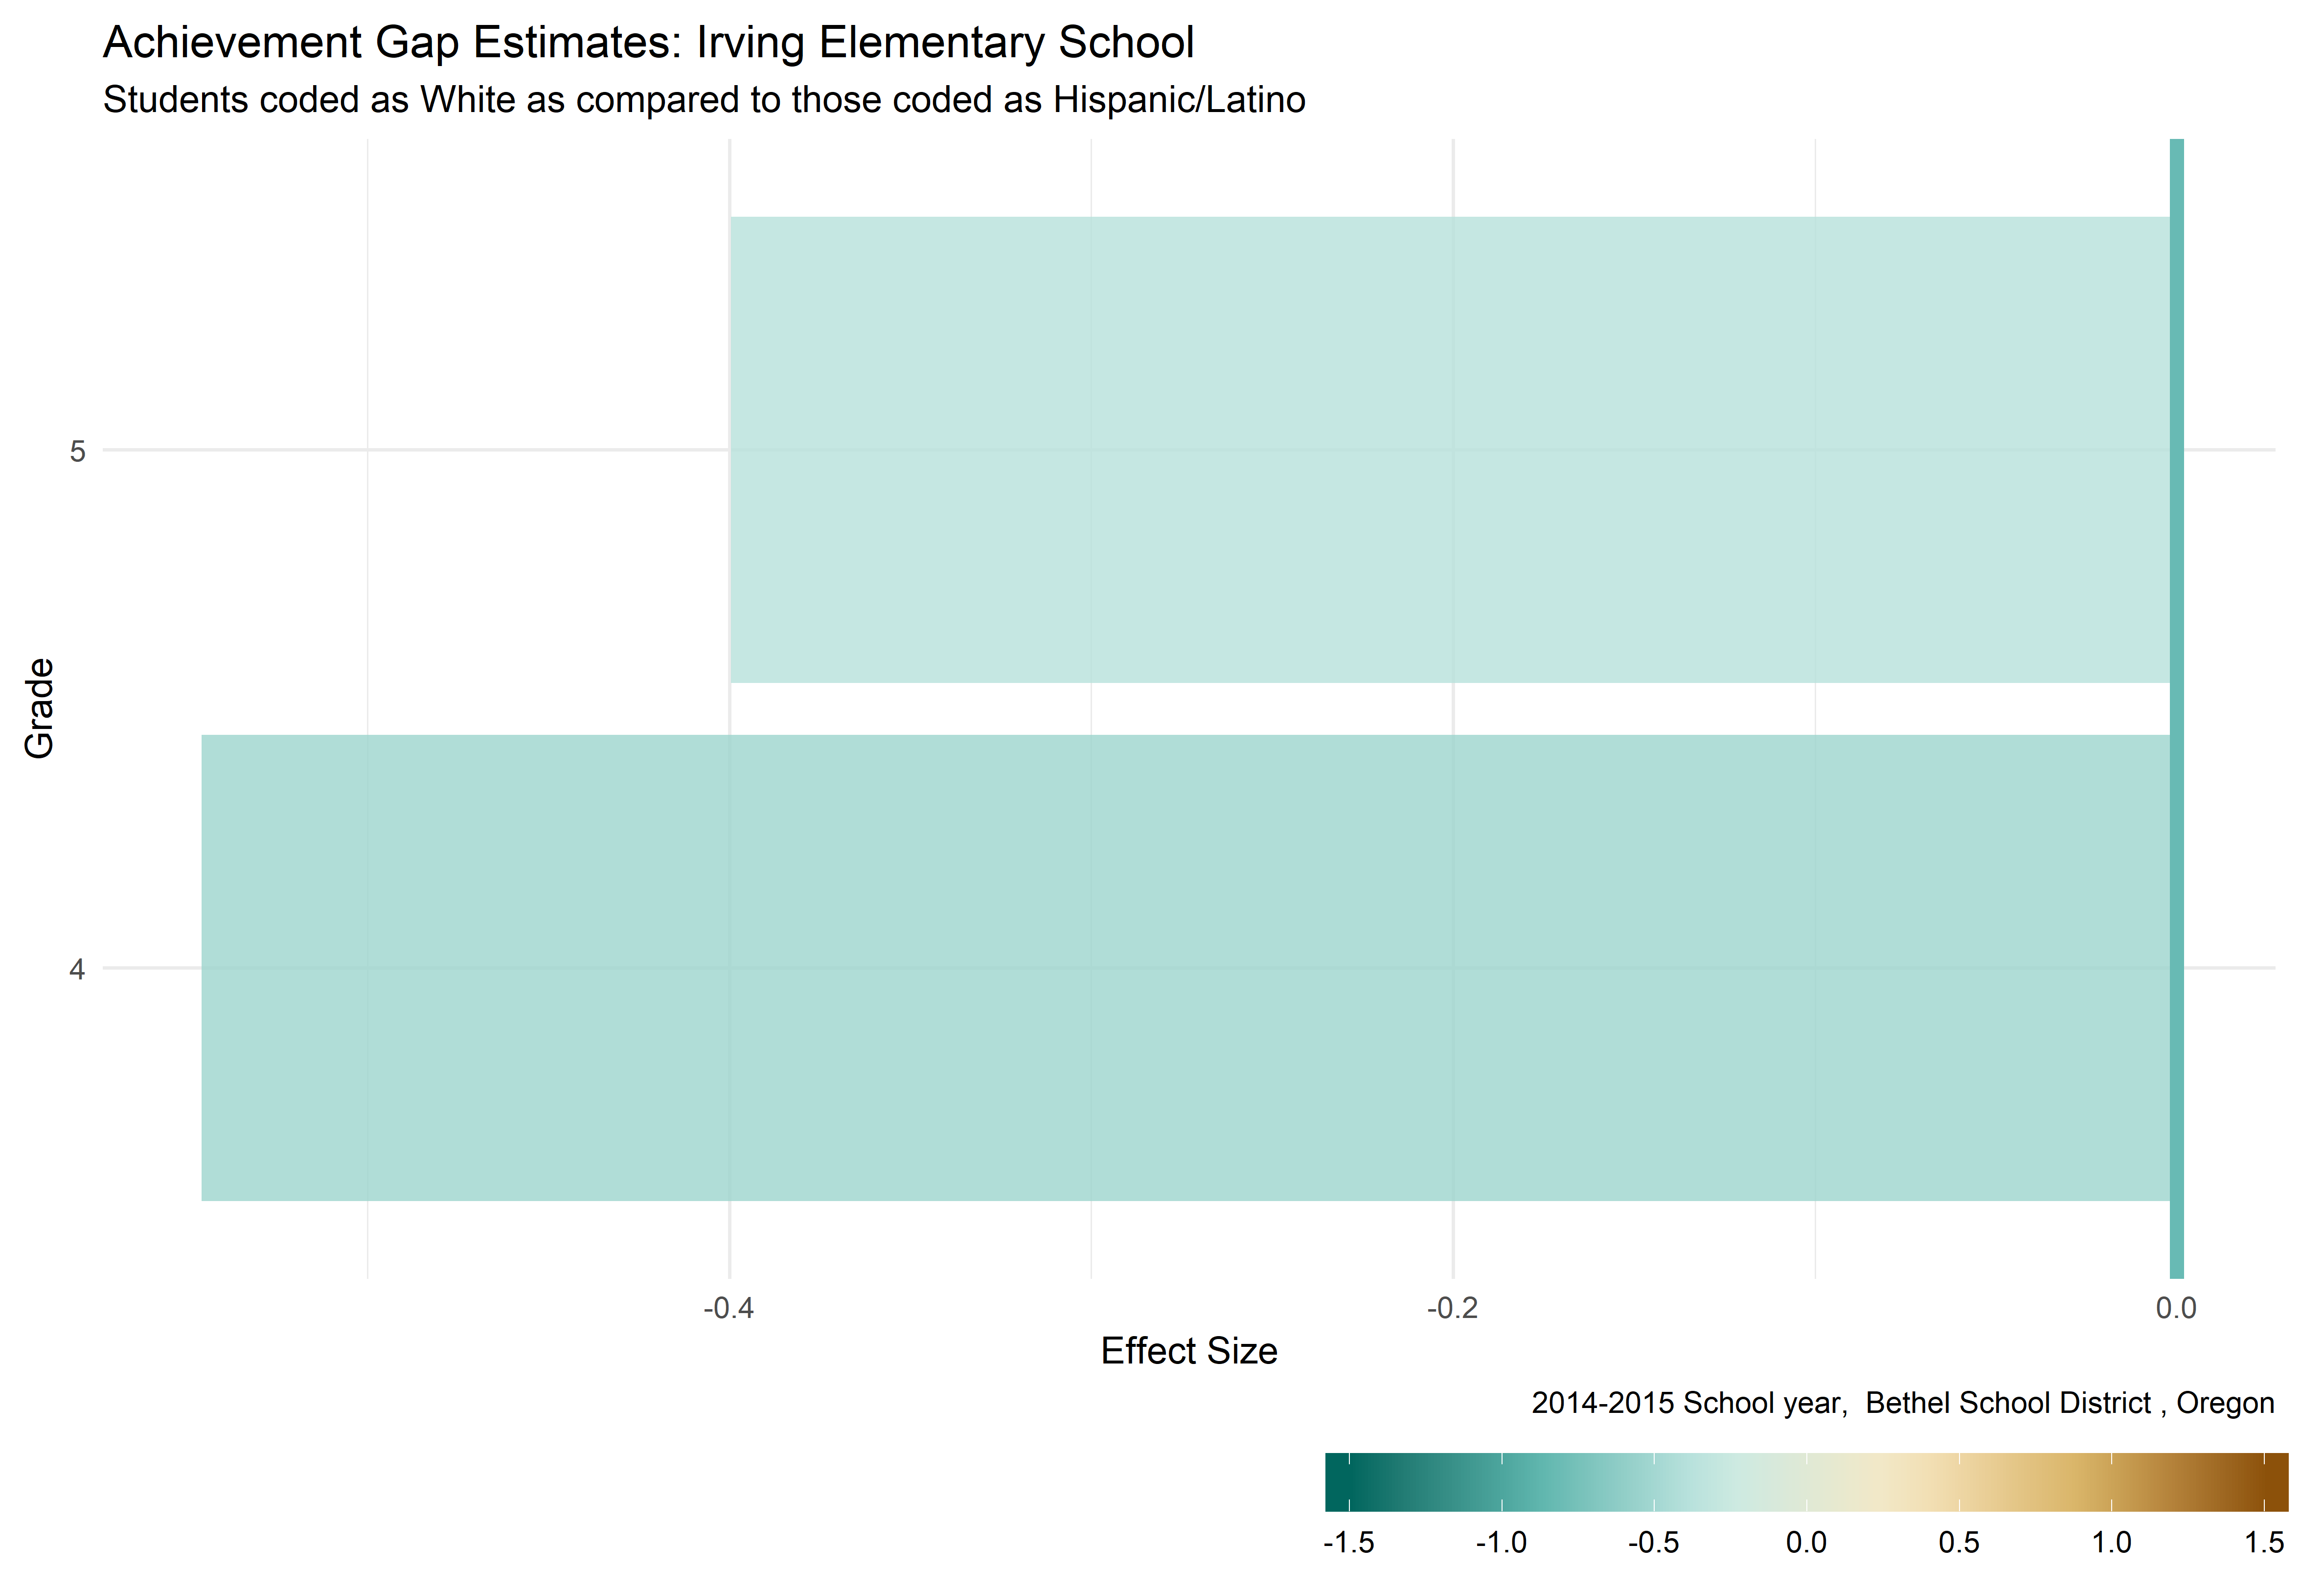 Achievement Gap Estimates: Irving Elementary School
Students coded as White as compared to those coded as Hispanic/Latino
Grade
5
4
-0.4 -0.2 0.0
Effect Size
2014-2015 School year,  Bethel School District , Oregon
-1.5 -1.0 -0.5 0.0 0.5 1.0 1.5